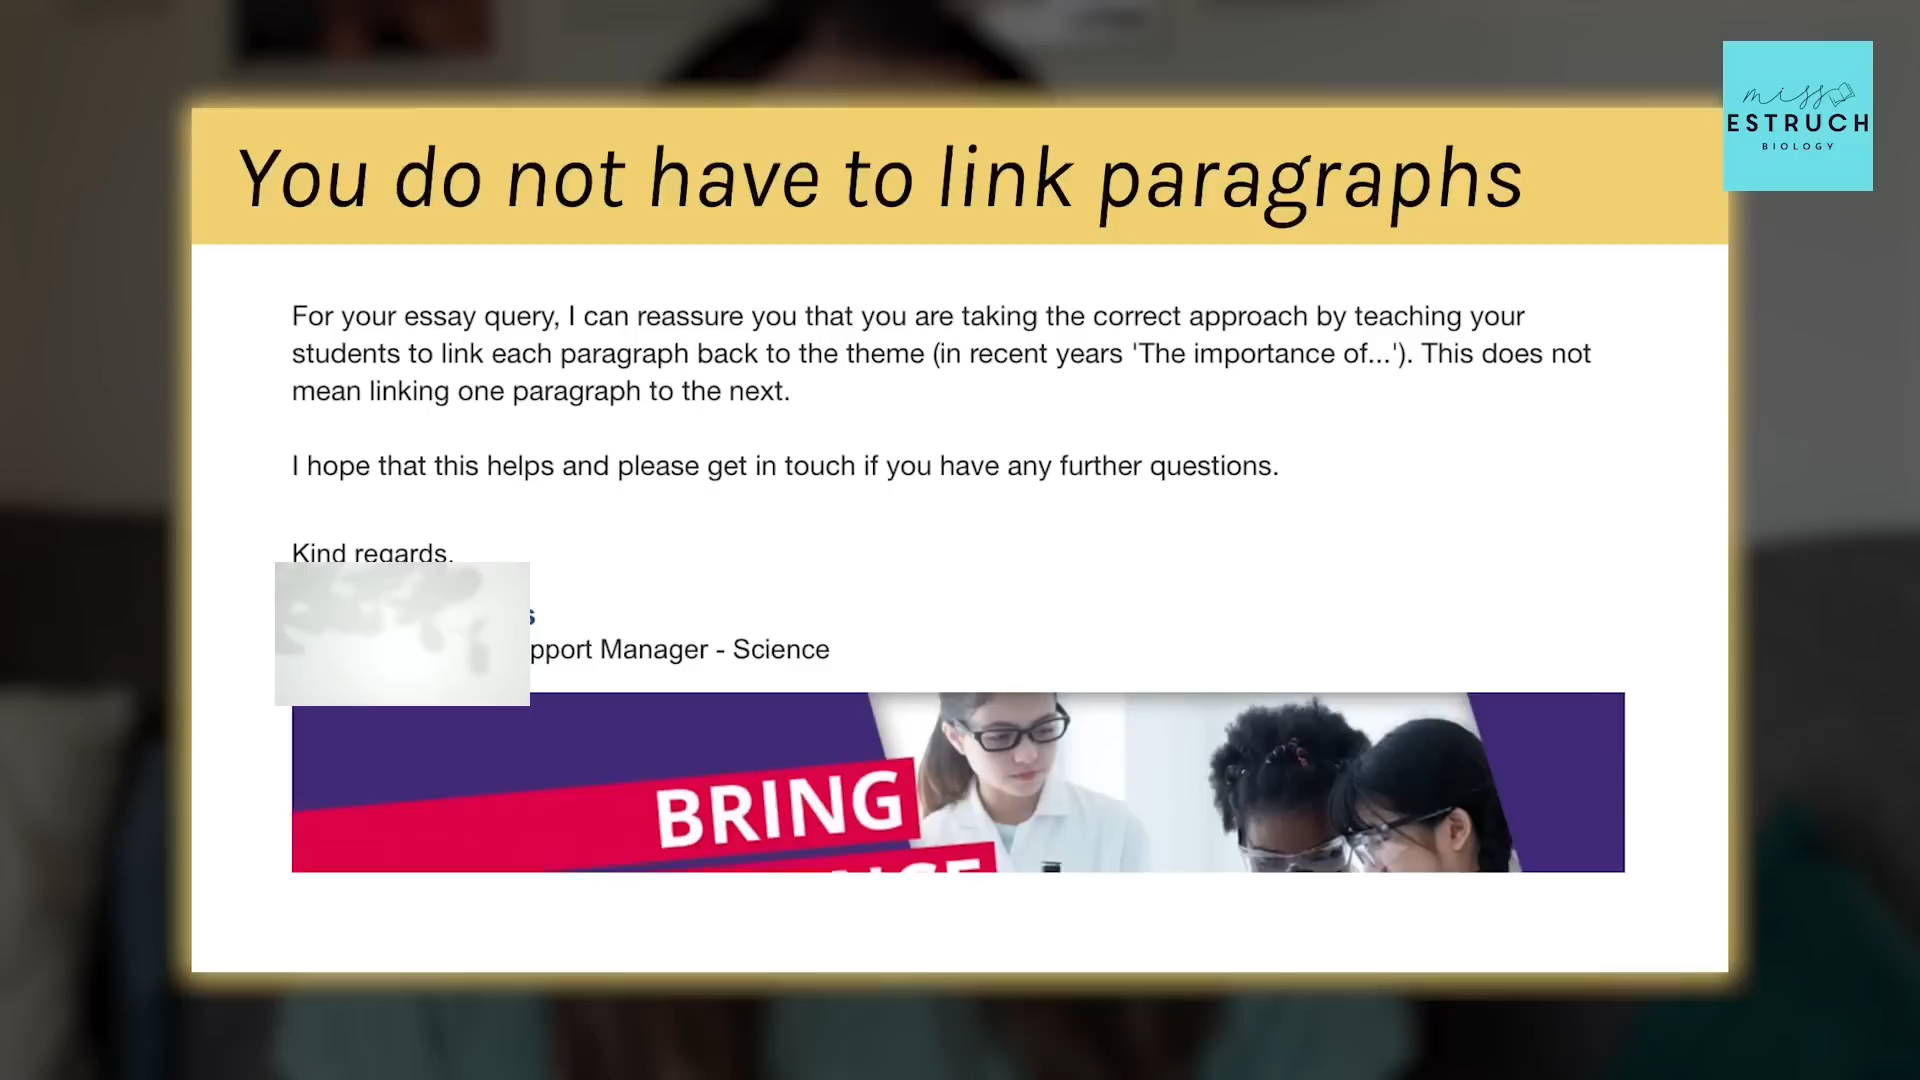 You do not have to link paragraphs
miss
ESTRUCH
BIOLOGY
For your essay query, I can reassure you that you are taking the correct approach by teaching your
students to link each paragraph back to the theme (in recent years 'The importance of...'). This does not
mean linking one paragraph to the next.
I hope that this helps and please get in touch if you have any further questions.
Kind regards,
Manager - Science
BRING